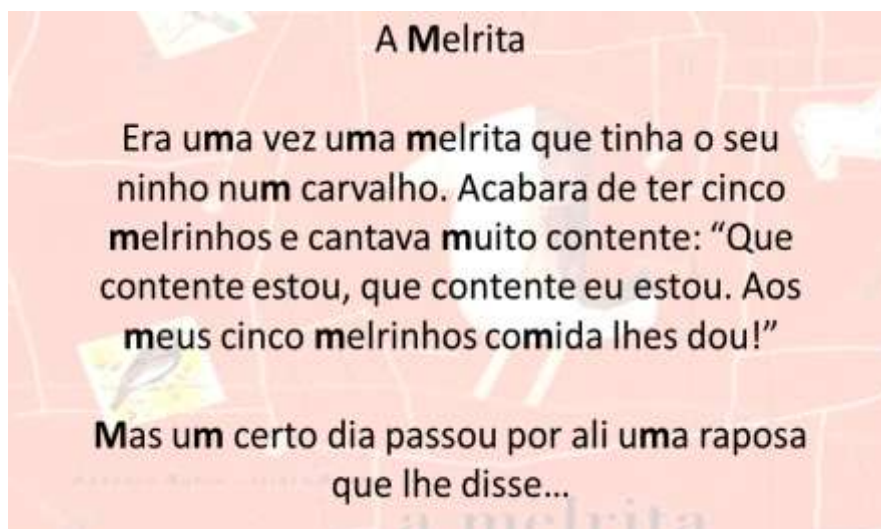 A Melrita
Era uma vez uma melrita que tinha o seu
ninho num carvalho. Acabara de ter cinco
melrinhos e cantava muito contente: “Que
contente estou, que contente eu estou. Aos
meus cinco melrinhos comida lhes dou!”
Mas um certo dia passou por ali uma raposa
que lhe disse...
a melrita